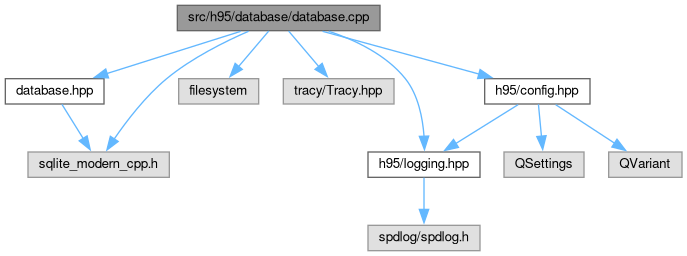 src/h95/database/database.cpp
database.hpp
filesystem
tracy/Tracy.hpp
h95/config.hpp
sqlite_modern_cpp.h
h95/logging.hpp
QSettings
QVariant
spdlog/spdlog.h